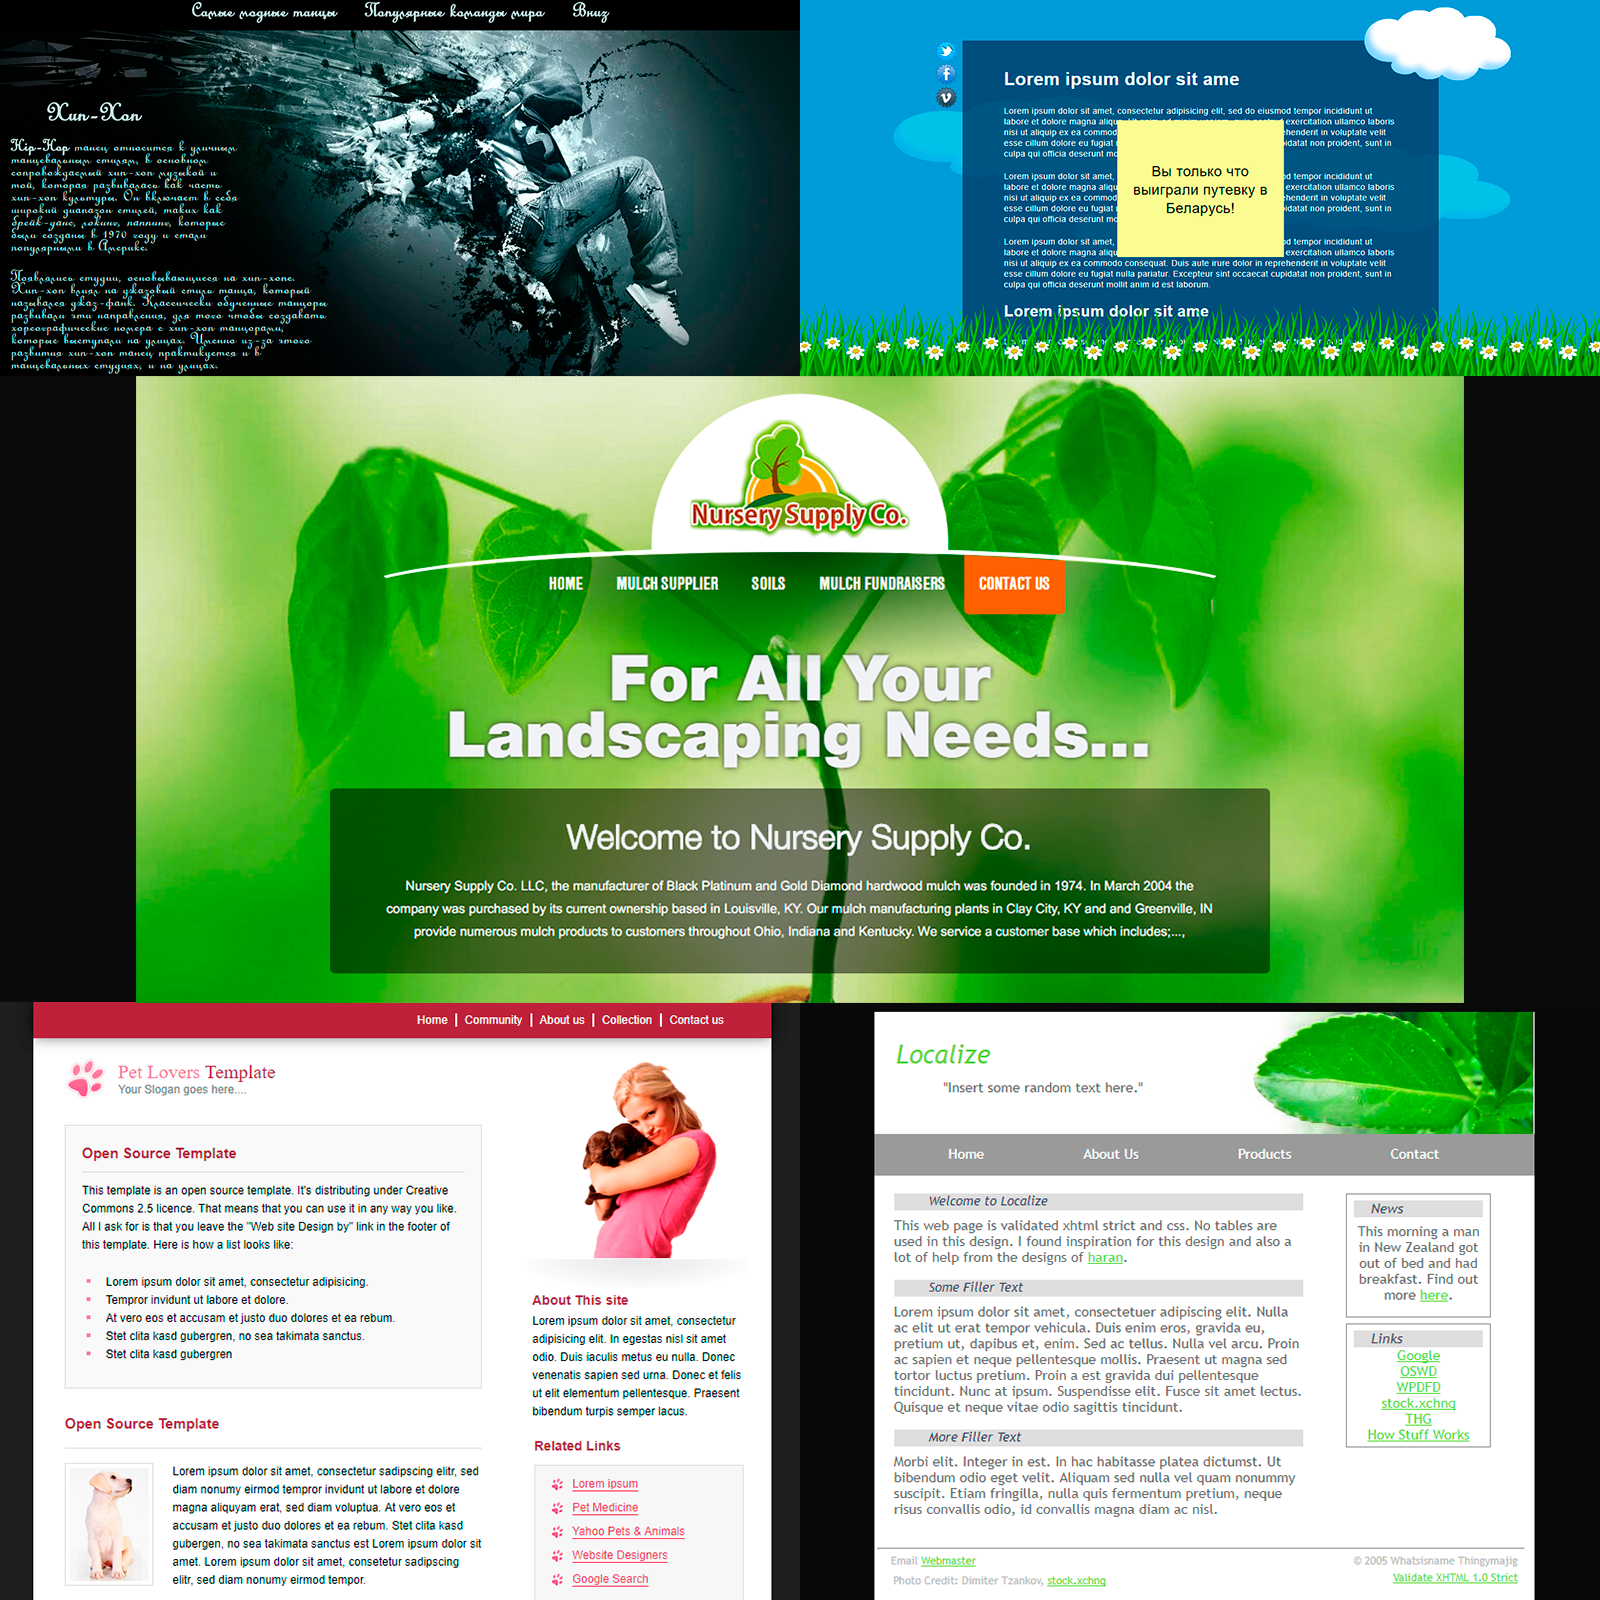 Самые модные танцы Популярные команды мира Вниз
Хип-Хоп
Hip-Hop танец относится к уличным
танцевальным стилям, в основном
сопровождаемый хип-хоп музыкой и
той, которая развивалась как часть
хип-хоп культуры. Он включает в себя
широкий диапазон стилей, таких как
брейк-данс, локинг, поппинг, которые
были созданы в 1970 году и стали
популярными в Америке.
Появлялись студии, основывающиеся на хип-хопе.
Хип-хоп влиял на джазовый стиль танца, который
назывался джаз-фанк. Классически обученные танцоры
развивали эти направления, для того чтобы создавать
хореографические номера с хип-хоп танцорами,
которые выступали на улицах. Именно из-за этого
развития хип-хоп танец практикуется и в
танцевальных студиях, и на улицах.
Lorem ipsum dolor sit ame
Lorem ipsum dolor sit amet, consectetur adipisicing elit, sed do eiusmod tempor incididunt ut
labore et dolore magna aliqua exercitation ullamco laboris
nisi ut aliquip ex ea commod ehenderit in voluptate velit
esse cillum dolore eu fugiat r pidatat non proident, sunt in
culpa qui officia deserunt mo
Lorem ipsum dolor sit amet, d tempor incididunt ut
labore et dolore magna aliqu exercitation ullamco laboris
nisi ut aliquip ex ea commod ehenderit in voluptate velit
esse cillum dolore eu fugiat r pidatat non proident, sunt in
culpa qui officia deserunt mo
Lorem ipsum dolor sit amet, d tempor incididunt ut
labore et dolore magna aliqu exercitation ullamco laboris
nisi ut aliquip ex ea commodo consequat. Duis aute irure dolor in reprehenderit in voluptate velit
esse cillum dolore eu fugiat nulla pariatur. Excepteur sint occaecat cupidatat non proident, sunt in
culpa qui officia deserunt mollit anim id est laborum.
Вы только что
выиграли путевку в
Беларусь!
Lorem ipsum dolor sit ame
Nursery Supply Co.
HOME MULCH SUPPLIER SOILS MULCH FUNDRAISERS CONTACT US
For All Your
Landscaping Needs...
Welcome to Nursery Supply Co.
Nursery Supply Co. LLC, the manufacturer of Black Platinum and Gold Diamond hardwood mulch was founded in 1974. In March 2004 the
company was purchased by its current ownership based in Louisville, KY. Our mulch manufacturing plants in Clay City, KY and and Greenville, IN
provide numerous mulch products to customers throughout Ohio, Indiana and Kentucky. We service a customer base which includes;...,
Home | Community | About us | Collection | Contact us
Pet Lovers Template
Your Slogan goes here....
Open Source Template
This template is an open source template. It's distributing under Creative
Commons 2.5 licence. That means that you can use it in any way you like.
All I ask for is that you leave the "Web site Design by" link in the footer of
this template. Here is how a list looks like:
Lorem ipsum dolor sit amet, consectetur adipisicing.
Tempror invidunt ut labore et dolore.
At vero eos et accusam et justo duo dolores et ea rebum.
Stet clita kasd gubergren, no sea takimata sanctus.
Stet clita kasd gubergren
Open Source Template
Lorem ipsum dolor sit amet, consectetur sadipscing elitr, sed
diam nonumy eirmod tempror invidunt ut labore et dolore
magna aliquyam erat, sed diam voluptua. At vero eos et
accusam et justo duo dolores et ea rebum. Stet clita kasd
gubergen, no sea takimata sanctus est Lorem ipsum dolor sit
amet. Lorem ipsum dolor sit amet, consetetur sadipscing
elitr, sed diam nonumy eirmod tempor.
About This site
Lorem ipsum dolor sit amet, consectetur
adipisicing elit. In egestas nisl sit amet
odio. Duis iaculis metus eu nulla. Donec
venenatis sapien sed urna. Donec et felis
ut elit elementum pellentesque. Praesent
bibendum turpis semper lacus.
Related Links
Lorem ipsum
Pet Medicine
Yahoo Pets & Animals
Website Designers
Google Search
Localize
"Insert some random text here."
Home About Us Products Contact
Welcome to Localize
This web page is validated xhtml strict and css. No tables are
used in this design. I found inspiration for this design and also a
lot of help from the designs of haran.
Some Filler Text
Lorem ipsum dolor sit amet, consectetuer adipiscing elit. Nulla
ac elit ut erat tempor vehicula. Duis enim eros, gravida eu,
pretium ut, dapibus et, enim. Sed ac tellus. Nulla vel arcu. Proin
ac sapien et neque pellentesque mollis. Praesent ut magna sed
tortor luctus pretium. Proin a est gravida dui pellentesque
tincidunt. Nunc at ipsum. Suspendisse elit. Fusce sit amet lectus.
Quisque et neque vitae odio sagittis tincidunt.
More Filler Text
Morbi elit. Integer in est. In hac habitasse platea dictumst. Ut
bibendum odio eget velit. Aliquam sed nulla vel quam nonummy
suscipit. Etiam fringilla, nulla quis fermentum pretium, neque
risus convallis odio, id convallis magna diam ac nisl.
News
This morning a man
in New Zealand got
out of bed and had
breakfast. Find out
more here.
Links
Google
OSWD
WPDFD
stock.xchnq
THG
How Stuff Works
Email Webmaster
Photo Credit: Dimiter Tzankov, stock.xchnq
© 2005 Whatsisname Thingymajig
Validate XHTML 1.0 Strict